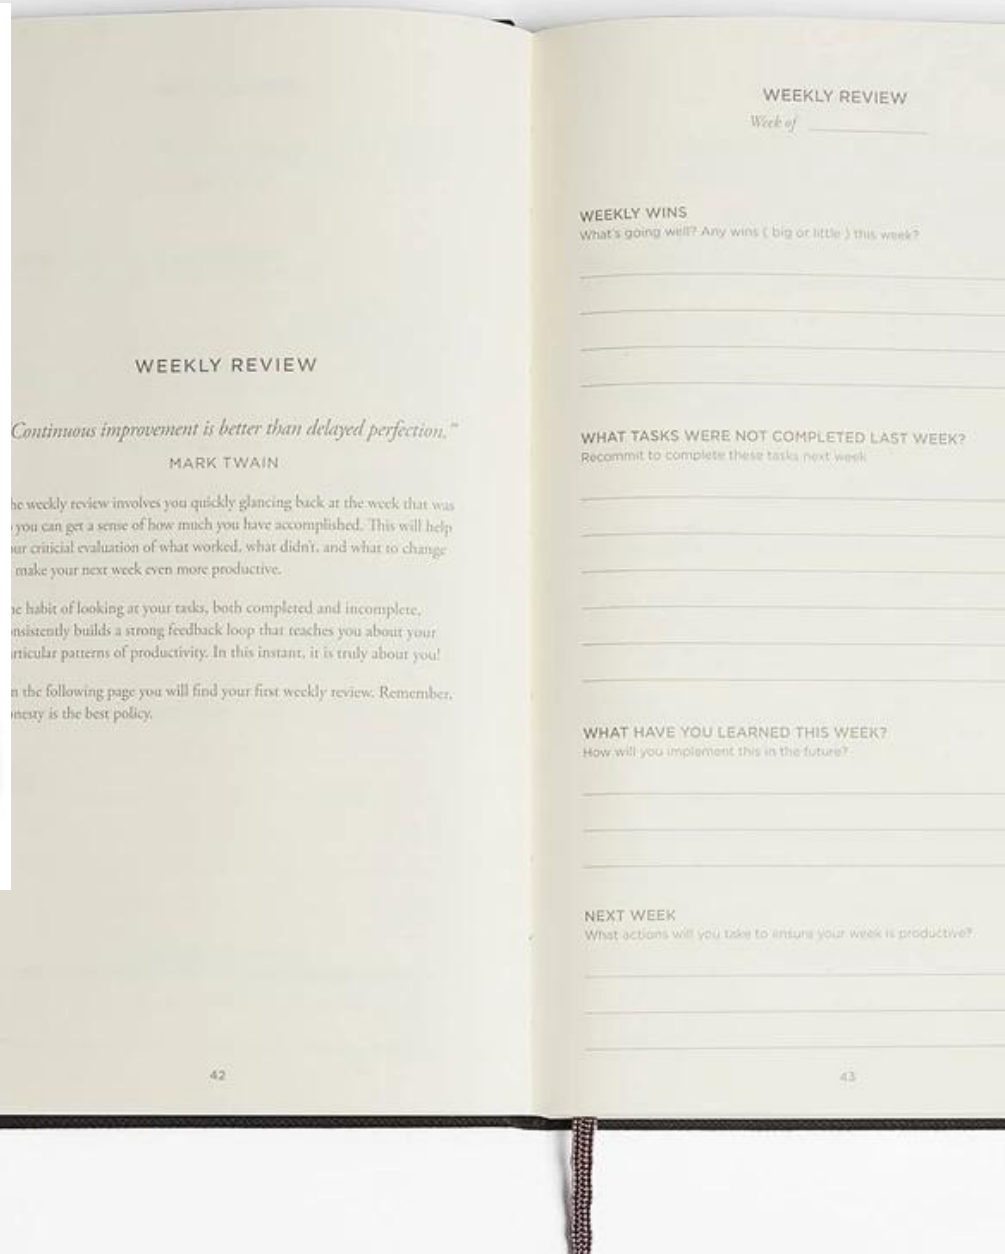 WEEKLY REVIEW
Continuous improvement is better than delayed perfection."
MARK TWAIN
he weekly review involves you quickly glancing back at the week that was
you can get a sense of how much you have accomplished. This will help
ur criticial evaluation of what worked, what didn't, and what to change
make your next week even more productive.
e habit of looking at your tasks, both completed and incomplete,
nsistently builds a strong feedback loop that teaches you about your
rticular patterns of productivity. In this instant, it is truly about you!
n the following page you will find your first weekly review. Remember,
nesty is the best policy.
42
WEEKLY REVIEW
Week of
WEEKLY WINS
What's going well? Any wins ( big or little ) this week?
WHAT TASKS WERE NOT COMPLETED LAST WEEK?
Recommit to complete these tasks next week
WHAT HAVE YOU LEARNED THIS WEEK?
How will you implement this in the future?
NEXT WEEK
What actions will you take to ensure your week is productive?
43